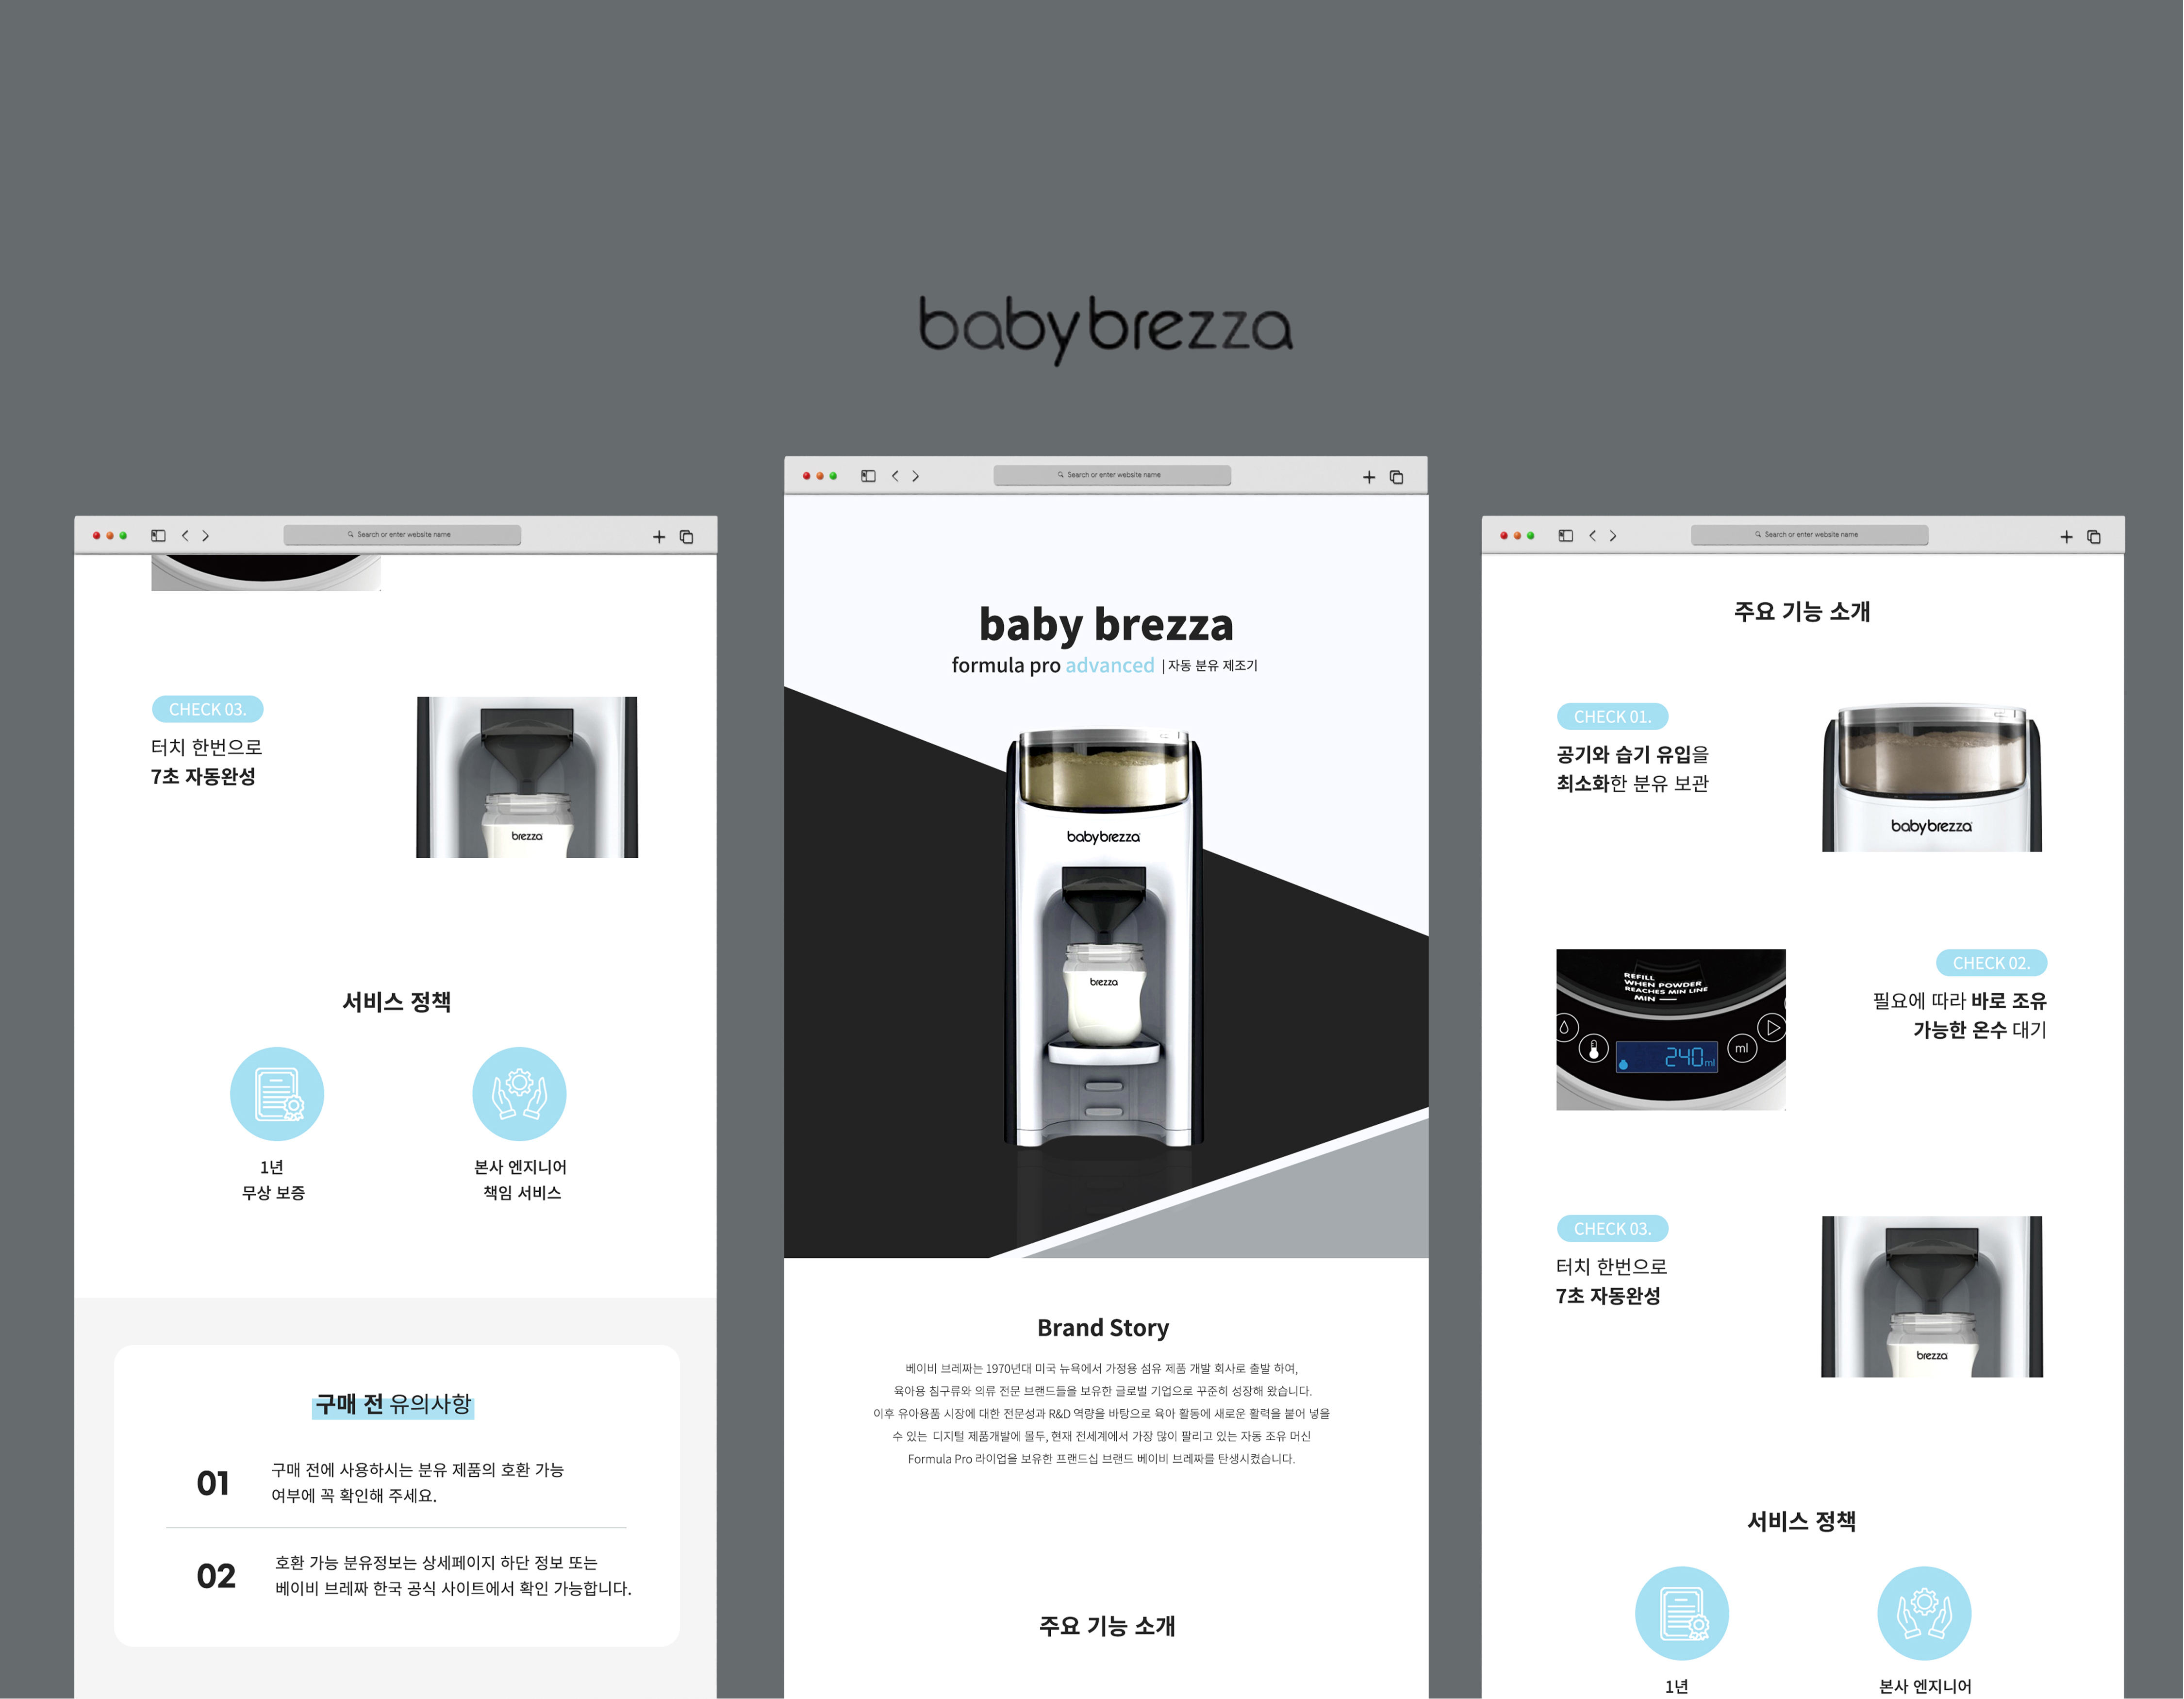 babybrezza
Search or enter website name
CHECK 03.
터치 한번으로
7초 자동완성
brezza
서비스 정책
1년
무상 보증
본사 엔지니어
책임 서비스
구매 전 유의사항
01
구매 전에 사용하시는 분유 제품의 호환 가능
여부에 꼭 확인해 주세요.
02
호환 가능 분유정보는 상세페이지 하단 정보 또는
베이비 브레짜 한국 공식 사이트에서 확인 가능합니다.
Search or enter website name
baby brezza
formula pro advanced | 자동 분유 제조기
babybrezza
brezza
Brand Story
베이비 브레짜는 1970년대 미국 뉴욕에서 가정용 섬유 제품 개발 회사로 출발 하여,
육아용 침구류와 의류 전문 브랜드들을 보유한 글로벌 기업으로 꾸준히 성장해 왔습니다.
이후 유아용품 시장에 대한 전문성과 R&D 역량을 바탕으로 육아 활동에 새로운 활력을 붙어 넣을
수 있는 디지털 제품개발에 몰두, 현재 전세계에서 가장 많이 팔리고 있는 자동 조유 머신
Formula Pro 라이업을 보유한 프랜드십 브랜드 베이비 브레짜를 탄생시켰습니다.
주요 기능 소개
Search or enter website name
주요 기능 소개
CHECK 01.
공기와 습기 유입을
최소화한 분유 보관
babybrezza
REFILL
WHEN POWDER
REACHES MIN LINE
MIN
240ml
ml
CHECK 02.
필요에 따라 바로 조유
가능한 온수 대기
CHECK 03.
터치 한번으로
7초 자동완성
brezza
서비스 정책
1년
본사 엔지니어